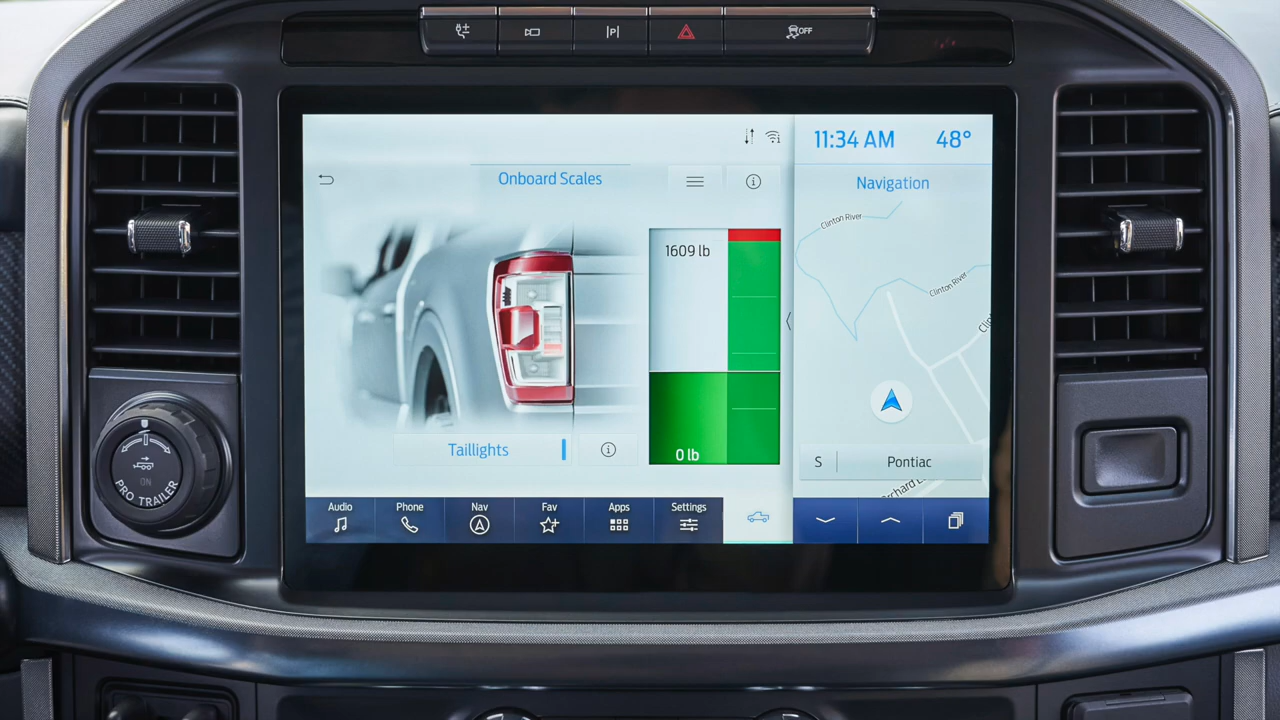 |P|
OFF
11:34 AM 48°
Onboard Scales
Navigation
Clinton River
Clinton River
1609 lb
0 lb
Taillights
S Pontiac
Audio Phone Nav Fav Apps Settings
ON
PRO TRAILER